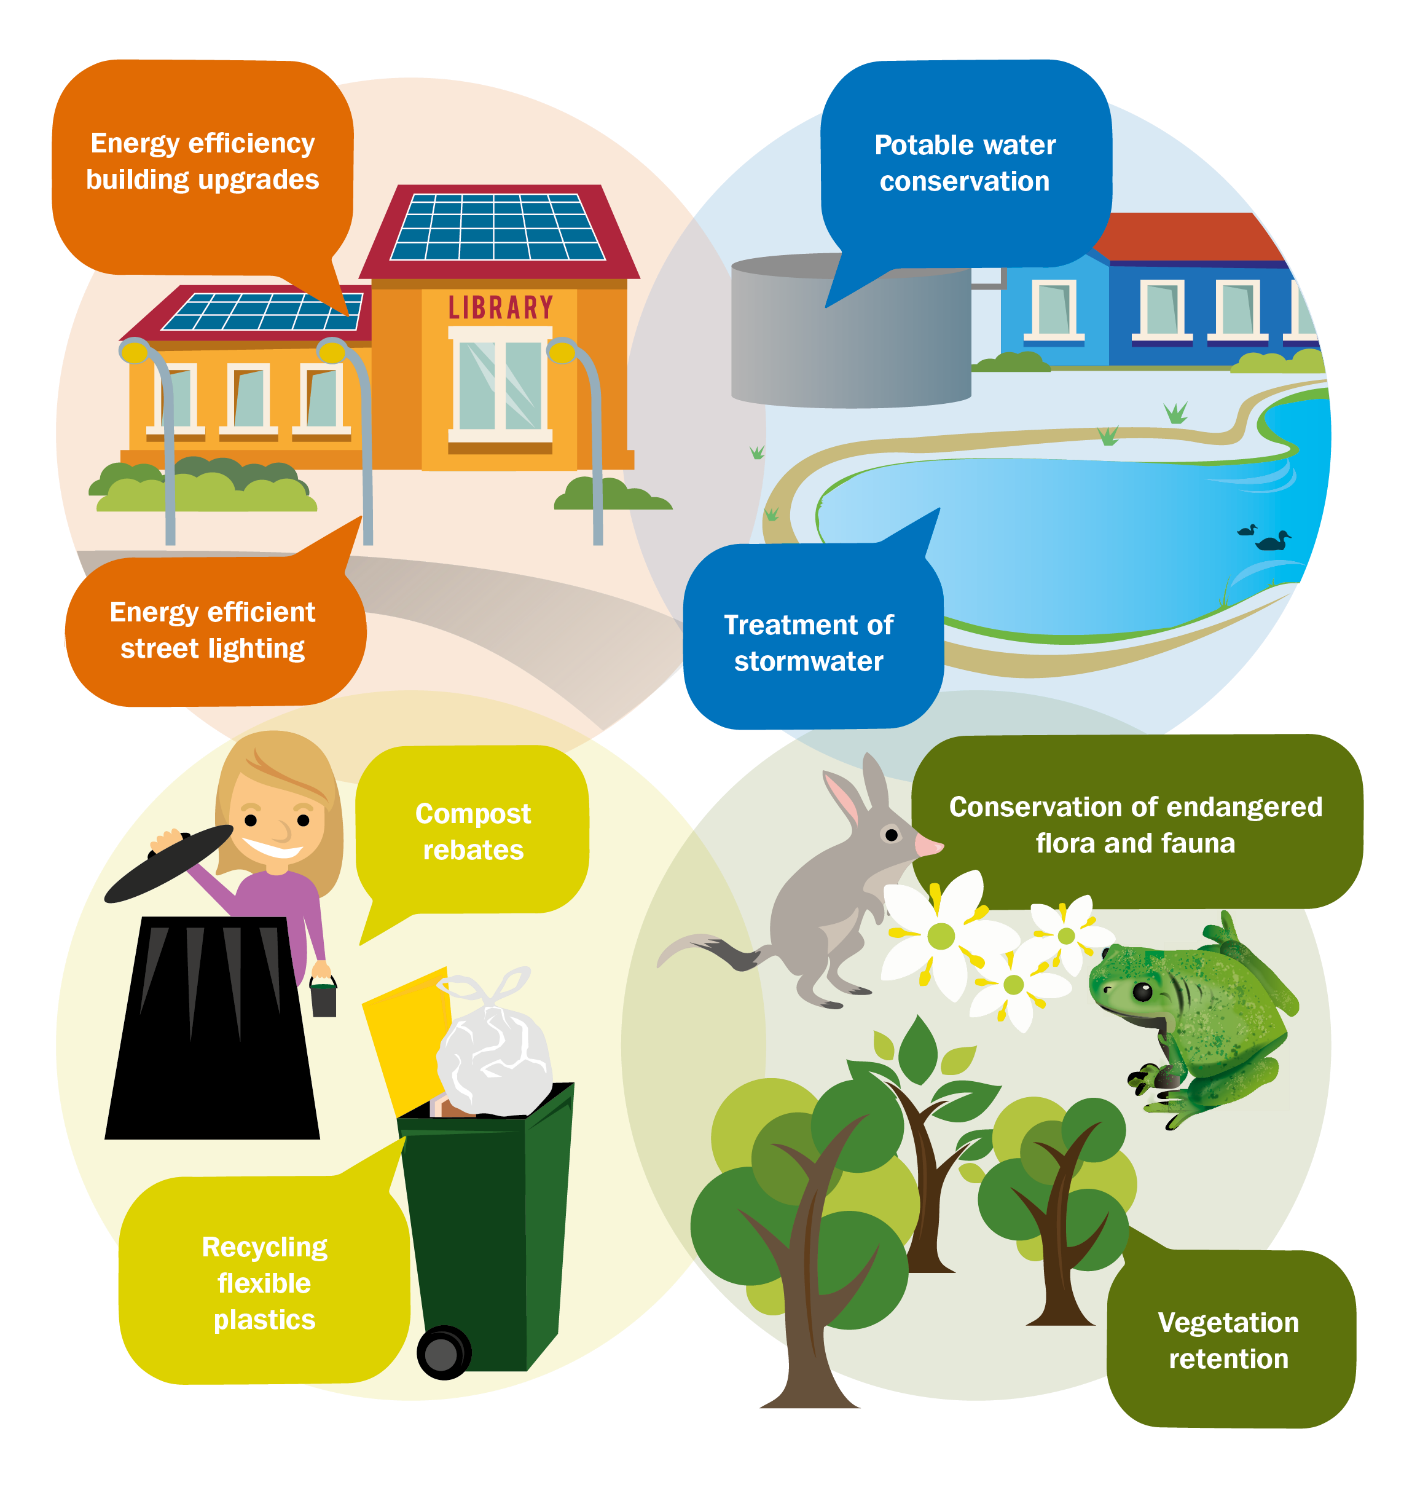 Energy efficiency
building upgrades
Potable water
conservation
LIBRARY
Energy efficient
street lighting
Treatment of
stormwater
Compost
rebates
Conservation of endangered
flora and fauna
Recycling
flexible
plastics
Vegetation
retention